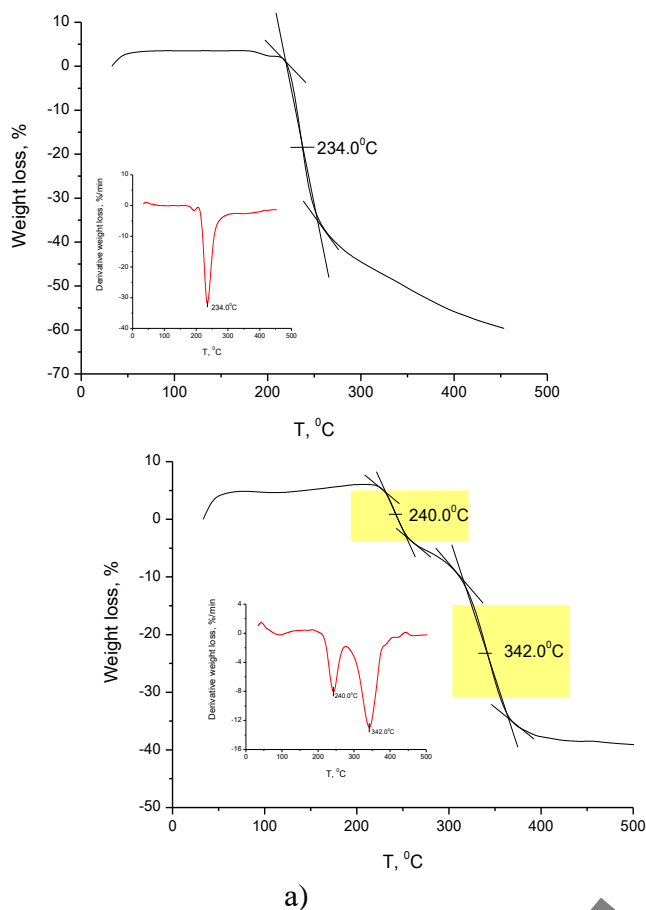 10
0
-10
-20
-30
-40
-50
-60
-70
Weight loss, %
234.0⁰C
10
0
-10
-20
-30
-40
Derivative weight loss, %/min
234.0⁰C
0 100 200 300 400 500
T, ⁰C
0 100 200 300 400 500
T, ⁰C
10
0
-10
-20
-30
-40
-50
Weight loss, %
240.0⁰C
342.0⁰C
4
0
-4
-8
-12
-16
Derivative weight loss, %/min
240.0⁰C
342.0⁰C
0 100 200 300 400 500
T, ⁰C
0 100 200 300 400 500
T, ⁰C
a)